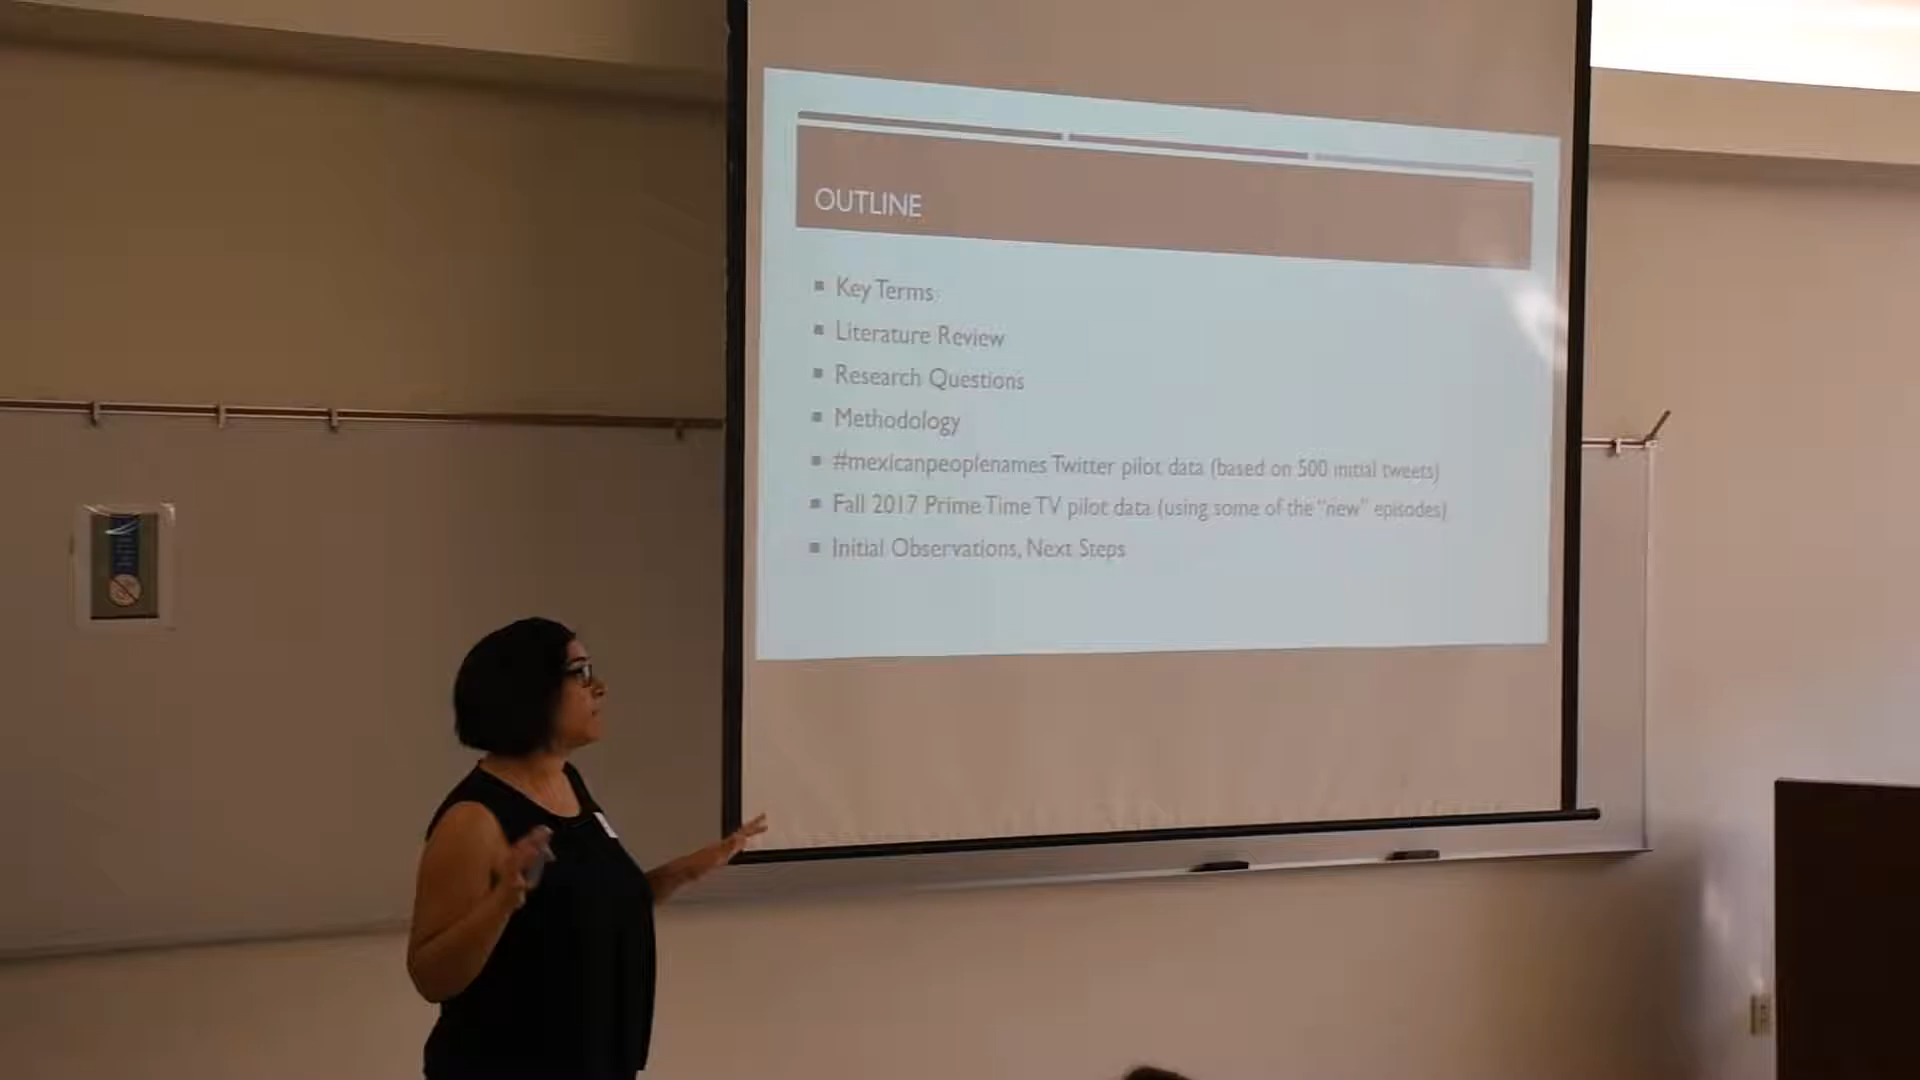 OUTLINE
Key Terms
Literature Review
Research Questions
Methodology
#mexicanpeoplenames Twitter pilot data (based on 500 initial tweets)
Fall 2017 Prime Time TV pilot data (using some of the "new" episodes)
Initial Observations, Next Steps